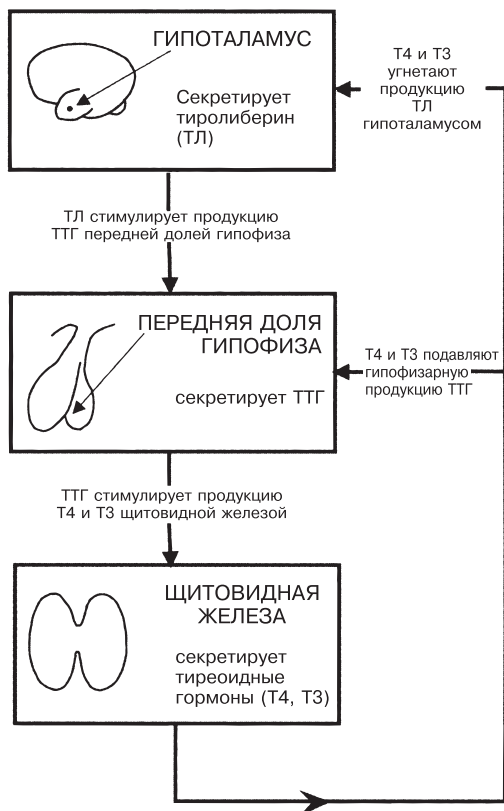 ГИПОТАЛАМУС
Секретирует
тиролиберин
(ТЛ)
Т4 и Т3
угнетают
продукцию
ТЛ
гипоталамусом
ТЛ стимулирует продукцию
ТТГ передней долей гипофиза
ПЕРЕДНЯЯ ДОЛЯ
ГИПОФИЗА
секретирует ТТГ
Т4 и Т3 подавляют
гипофизарную
продукцию ТТГ
ТТГ стимулирует продукцию
Т4 и Т3 щитовидной железой
ЩИТОВИДНАЯ
ЖЕЛЕЗА
секретирует
тиреоидные
гормоны (Т4, Т3)